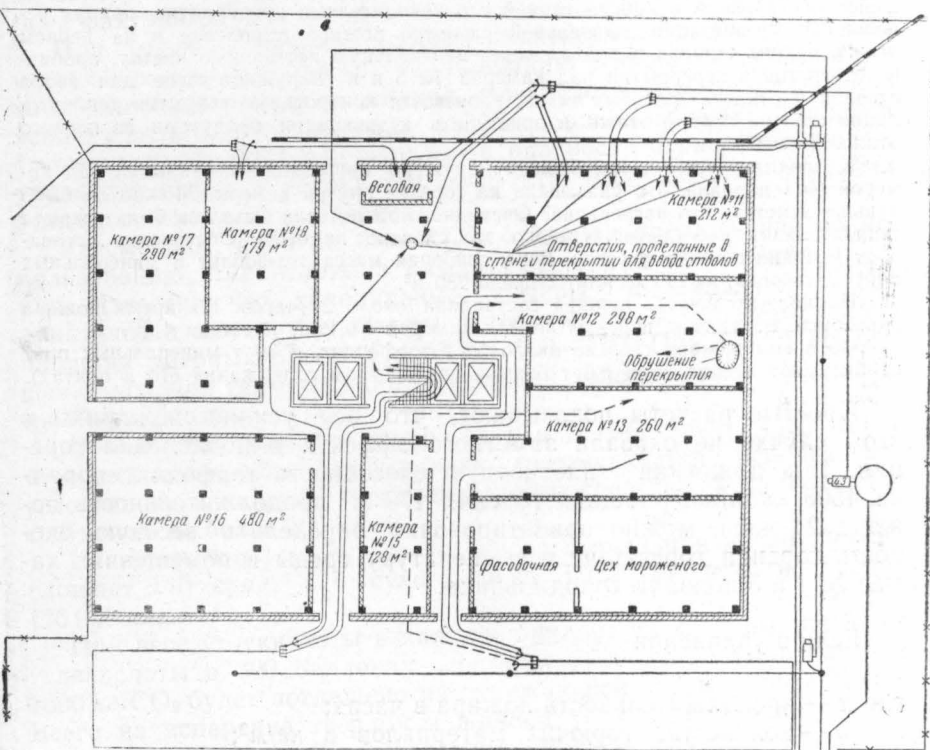 Весовая
Камера №11
212 м²
Камера №17
290 м²
Камера №18
179 м²
Отверстия, проделанные в
стене и перекрытии для ввода стволов
Камера №12 298 м²
Обрушение
перекрытия
Камера №13 260 м²
Камера №16 480 м²
Камера
№15
128 м²
Фасовочная
Цех мороженого